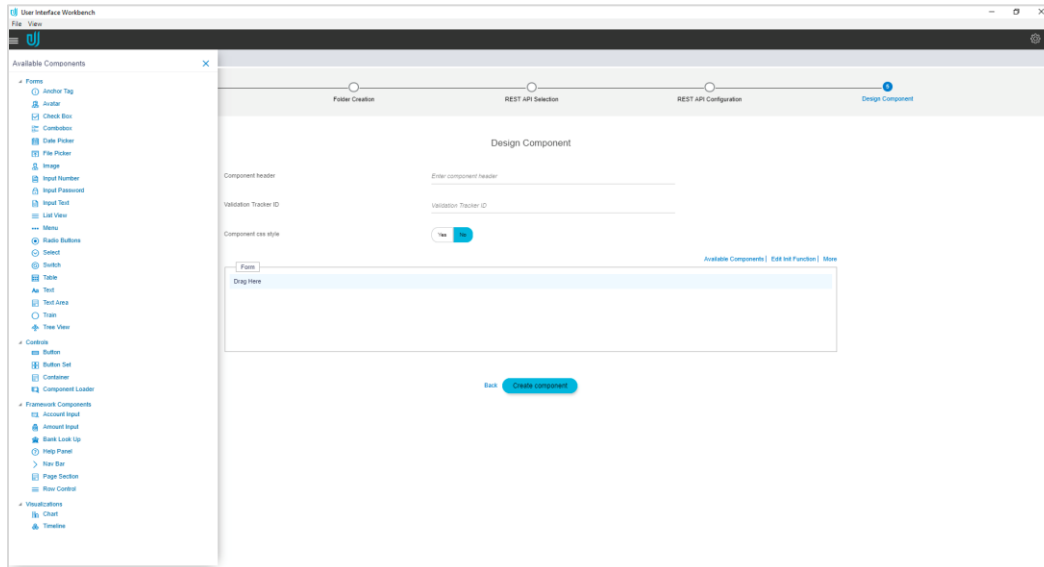 User Interface Workbench
File View
Available Components
Forms
Anchor Tag
Avatar
Check Box
Combobox
Date Picker
File Picker
Image
Input Number
Input Password
Input Text
List View
Menu
Radio Buttons
Select
Switch
Table
Text
Text Area
Train
Tree View
Controls
Button
Button Set
Container
Component Loader
Framework Components
Account Input
Amount Input
Bank Look Up
Help Panel
Nav Bar
Page Section
Row Control
Visualizations
Chart
Timeline
Folder Creation REST API Selection REST API Configuration 5 Design Component
Design Component
Component header Enter component header
Validation Tracker ID Validation Tracker ID
Component css style Yes No
Available Components | Edit Init Function | More
Form
Drag Here
Back Create component